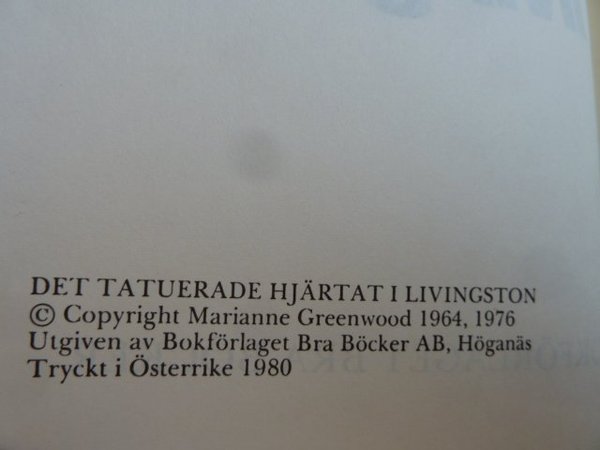 DET TATUERADE HJÄRTAT I LIVINGSTON
© Copyright Marianne Greenwood 1964, 1976
Utgiven av Bokförlaget Bra Böcker AB, Höganäs
Tryckt i Österrike 1980